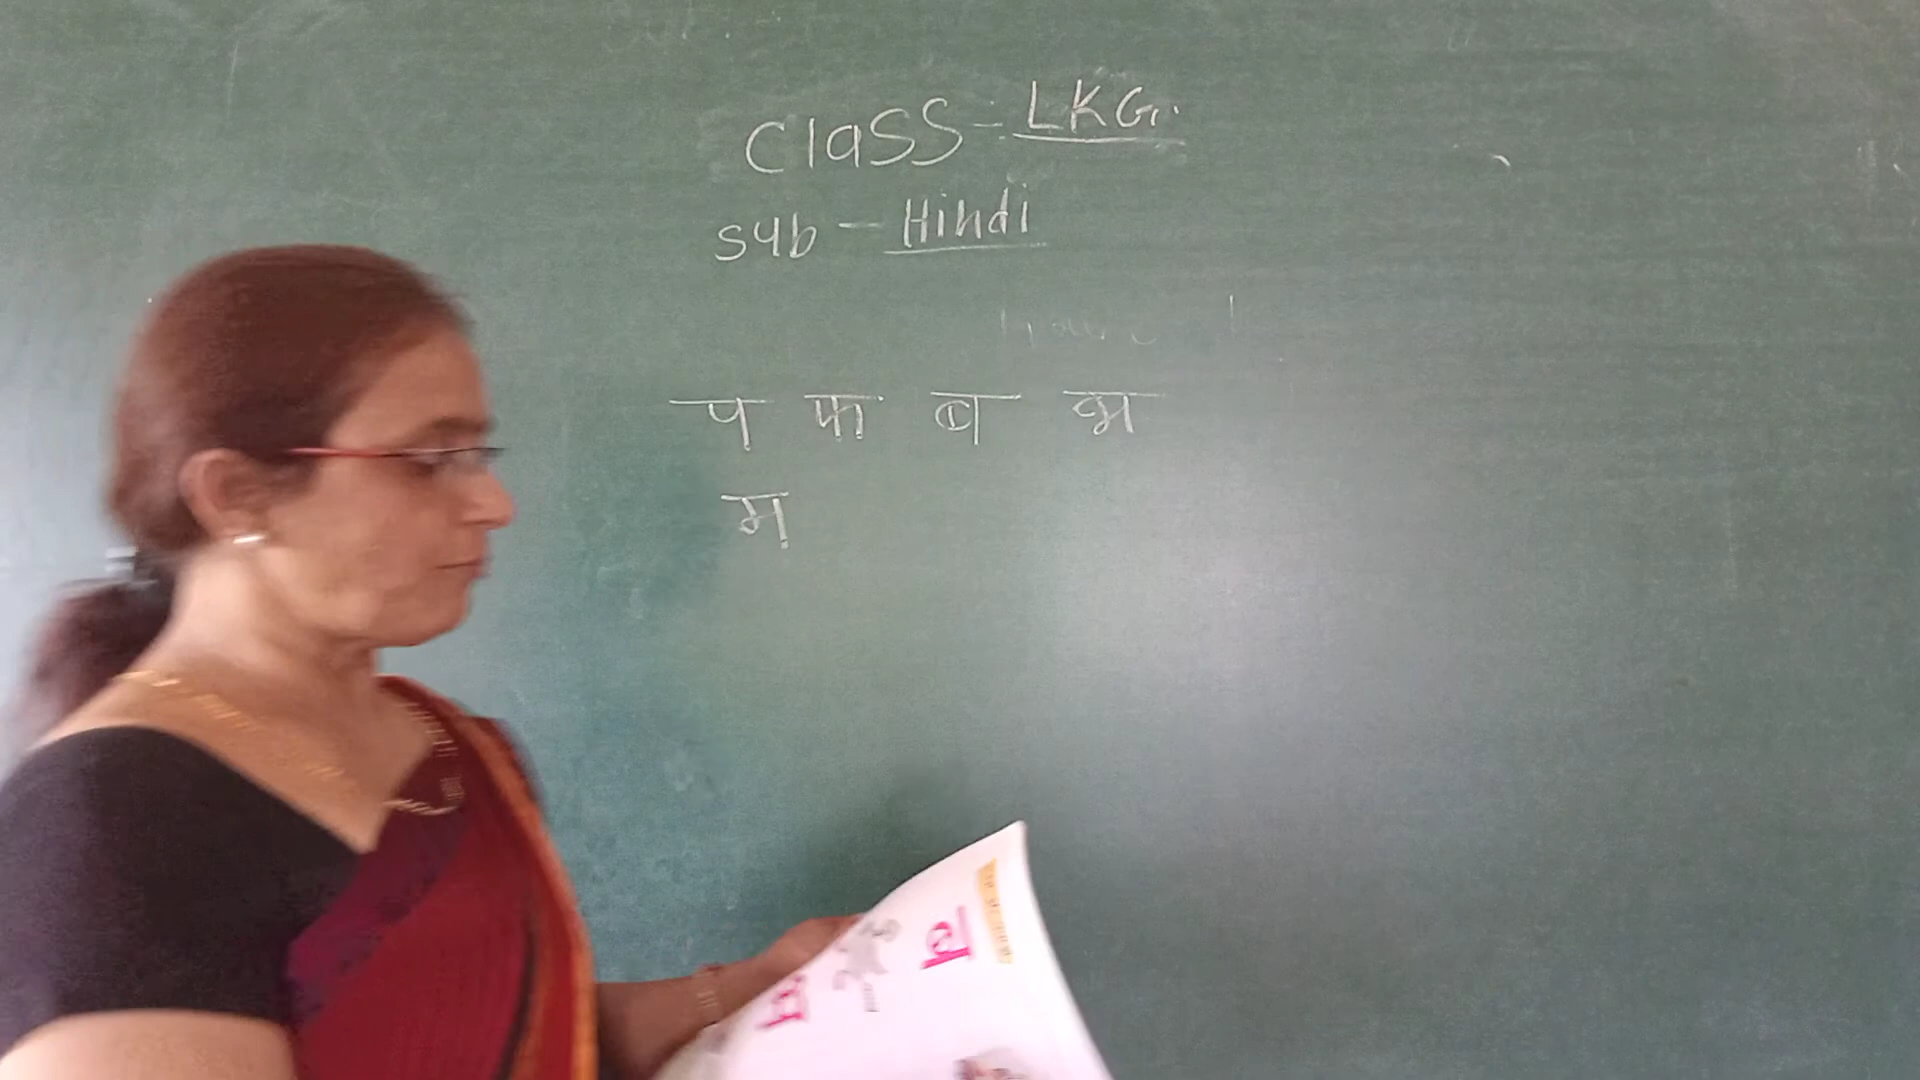 Class - LKG.
Sub - Hindi
प फ ब भ
म